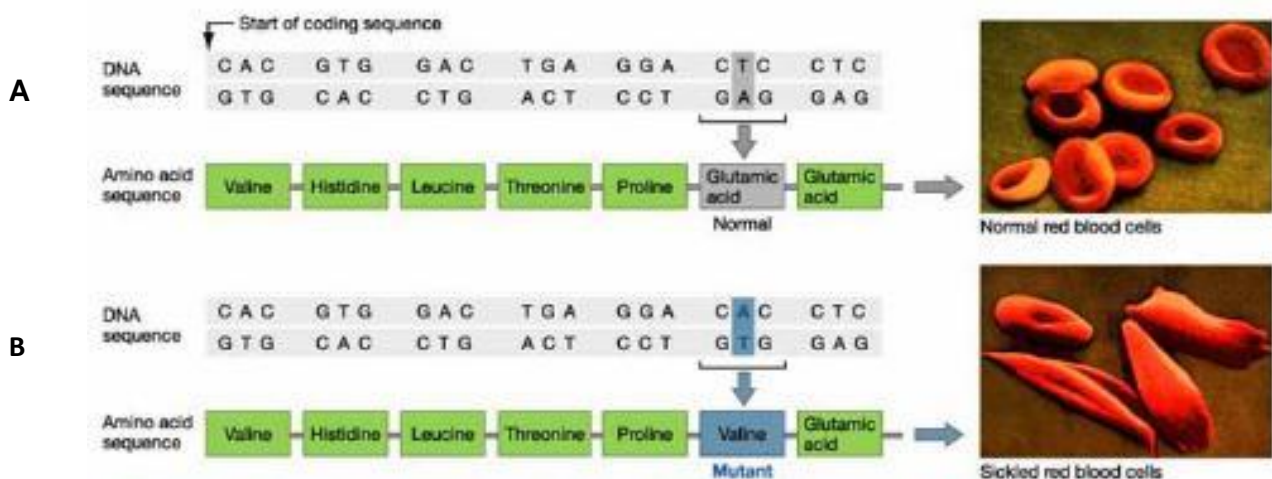 Start of coding sequence
A
DNA sequence
C A C G T G G A C T G A G G A C T C C T C
G T G C A C C T G A C T C C T G A G G A G
Amino acid sequence
Valine Histidine Leucine Threonine Proline Glutamic acid Glutamic acid
Normal
Normal red blood cells
B
DNA sequence
C A C G T G G A C T G A G G A C A C C T C
G T G C A C C T G A C T C C T G T G G A G
Amino acid sequence
Valine Histidine Leucine Threonine Proline Valine Glutamic acid
Mutant
Sickled red blood cells